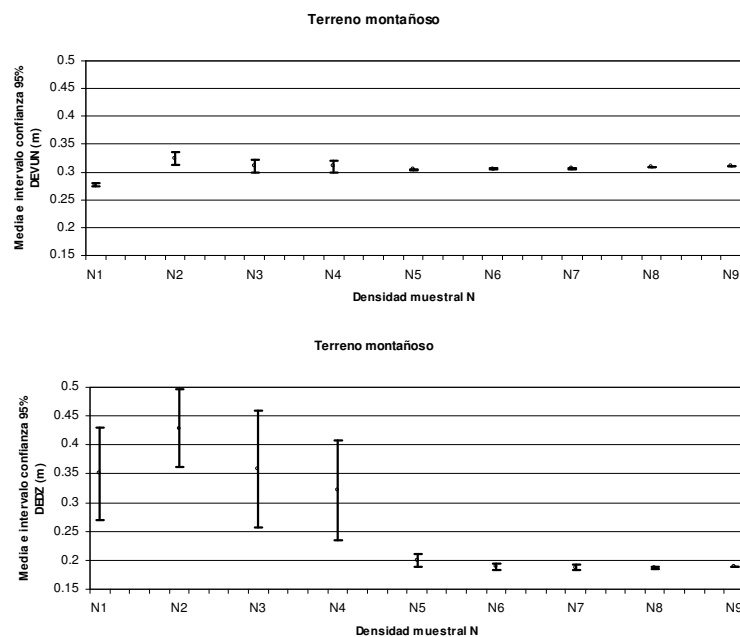 Terreno montañoso
Media e intervalo confianza 95%
DEVUN (m)
0.5
0.45
0.4
0.35
0.3
0.25
0.2
0.15
N1 N2 N3 N4 N5 N6 N7 N8 N9
Densidad muestral N
Terreno montañoso
Media e intervalo confianza 95%
DEDZ (m)
0.5
0.45
0.4
0.35
0.3
0.25
0.2
0.15
N1 N2 N3 N4 N5 N6 N7 N8 N9
Densidad muestral N